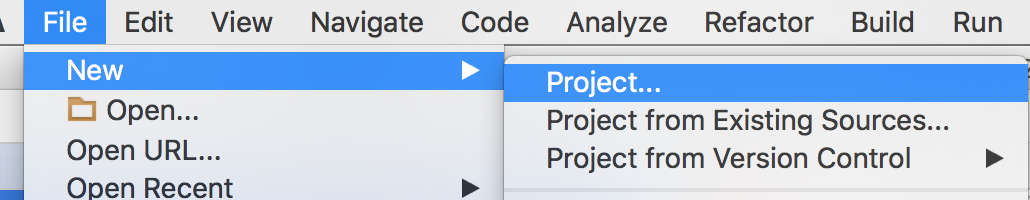 File Edit View Navigate Code Analyze Refactor Build Run
New
Open...
Open URL...
Open Recent
Project...
Project from Existing Sources...
Project from Version Control